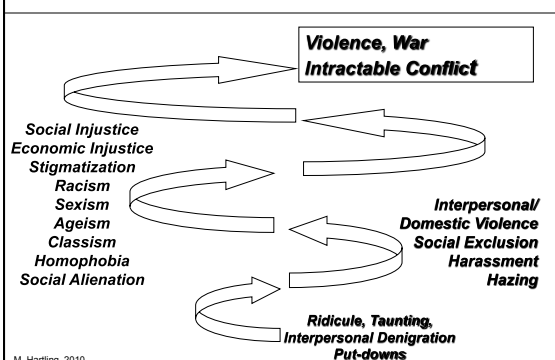 Violence, War
Intractable Conflict
Social Injustice
Economic Injustice
Stigmatization
Racism
Sexism
Ageism
Classism
Homophobia
Social Alienation
Interpersonal/
Domestic Violence
Social Exclusion
Harassment
Hazing
Ridicule, Taunting,
Interpersonal Denigration
Put-downs
M. Hartling, 2010